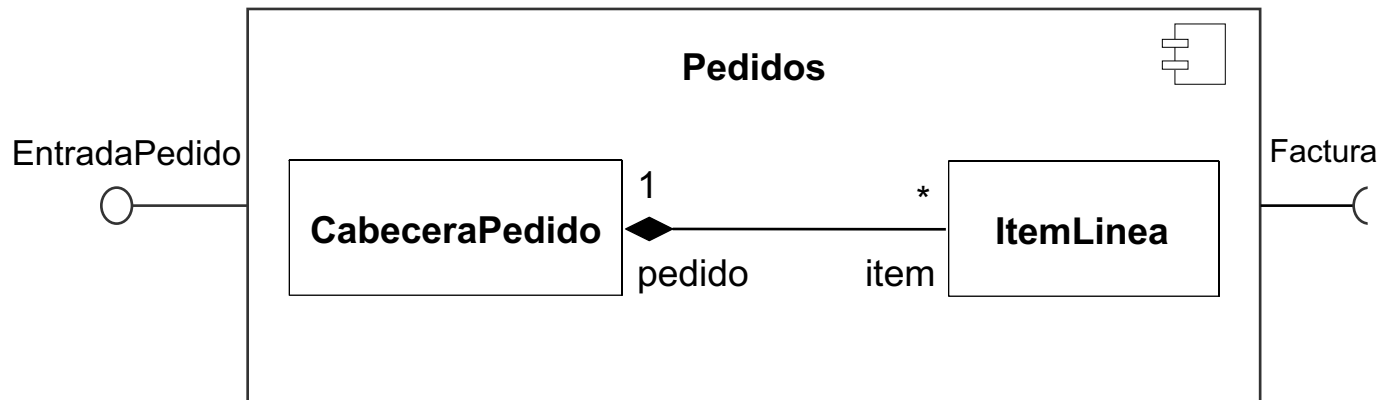 Pedidos
EntradaPedido
Factura
CabeceraPedido
1
*
ItemLinea
pedido
item